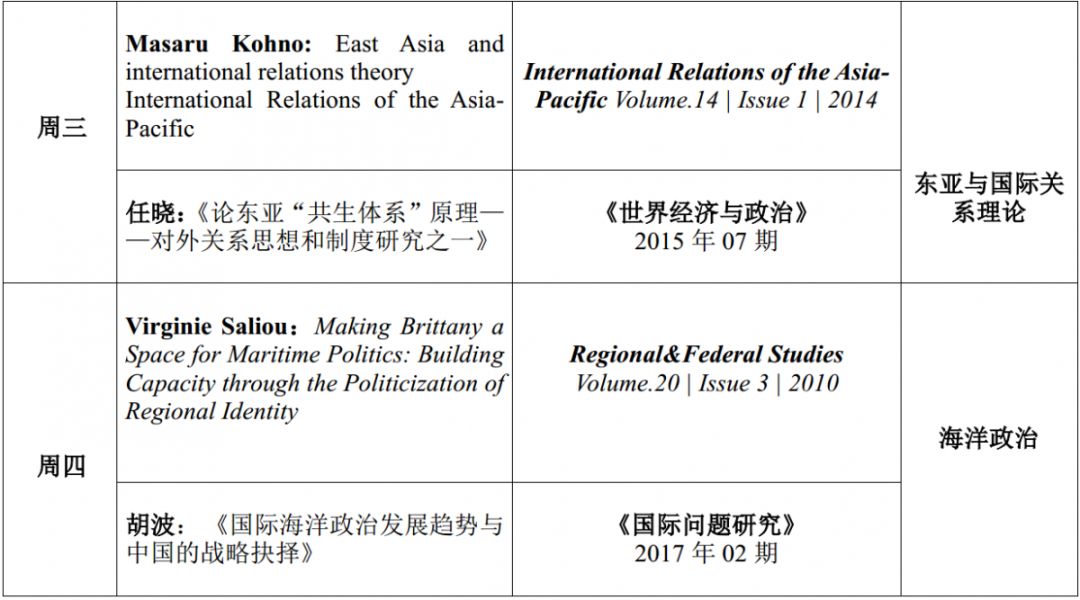 周三
Masaru Kohno: East Asia and
international relations theory
International Relations of the Asia-
Pacific
International Relations of the Asia-
Pacific Volume.14 | Issue 1 | 2014
任晓：《论东亚“共生体系”原理—
—对外关系思想和制度研究之一》
《世界经济与政治》
2015 年 07 期
东亚与国际关
系理论
周四
Virginie Saliou：Making Brittany a
Space for Maritime Politics: Building
Capacity through the Politicization of
Regional Identity
Regional&Federal Studies
Volume.20 | Issue 3 | 2010
胡波： 《国际海洋政治发展趋势与
中国的战略抉择》
《国际问题研究》
2017 年 02 期
海洋政治